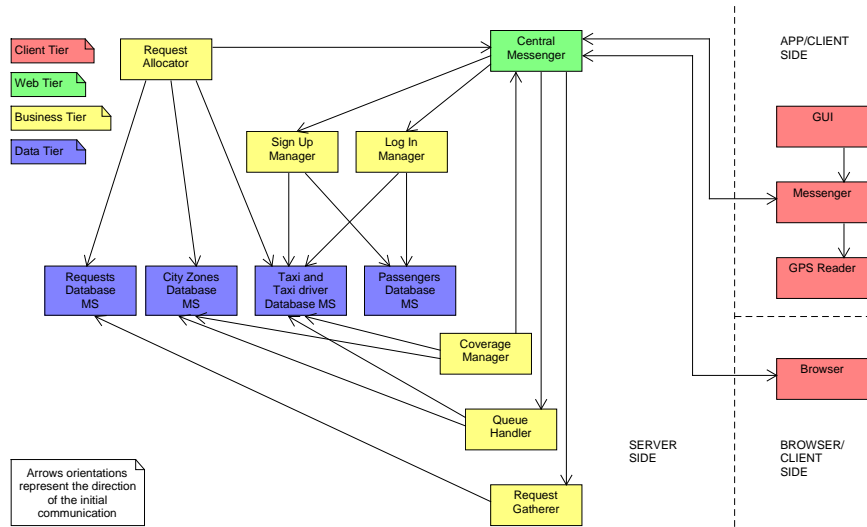 Client Tier
Web Tier
Business Tier
Data Tier
Request
Allocator
Central
Messenger
APP/CLIENT
SIDE
GUI
Messenger
GPS Reader
Sign Up
Manager
Log In
Manager
Requests
Database
MS
City Zones
Database
MS
Taxi and
Taxi driver
Database MS
Passengers
Database
MS
Coverage
Manager
Browser
Queue
Handler
SERVER
SIDE
BROWSER/
CLIENT
SIDE
Request
Gatherer
Arrows orientations
represent the direction
of the initial
communication